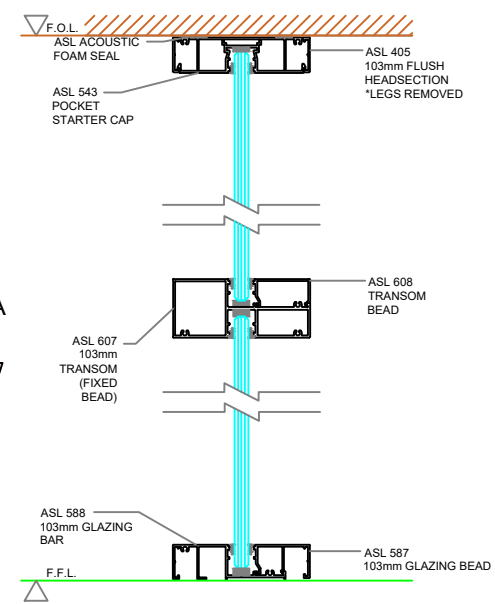 F.O.L.
ASL ACOUSTIC
FOAM SEAL
ASL 405
103mm FLUSH
HEADSECTION
*LEGS REMOVED
ASL 543
POCKET
STARTER CAP
ASL 608
TRANSOM
BEAD
A
ASL 607
103mm
TRANSOM
(FIXED
BEAD)
7
ASL 588
103mm GLAZING
BAR
ASL 587
103mm GLAZING BEAD
F.F.L.